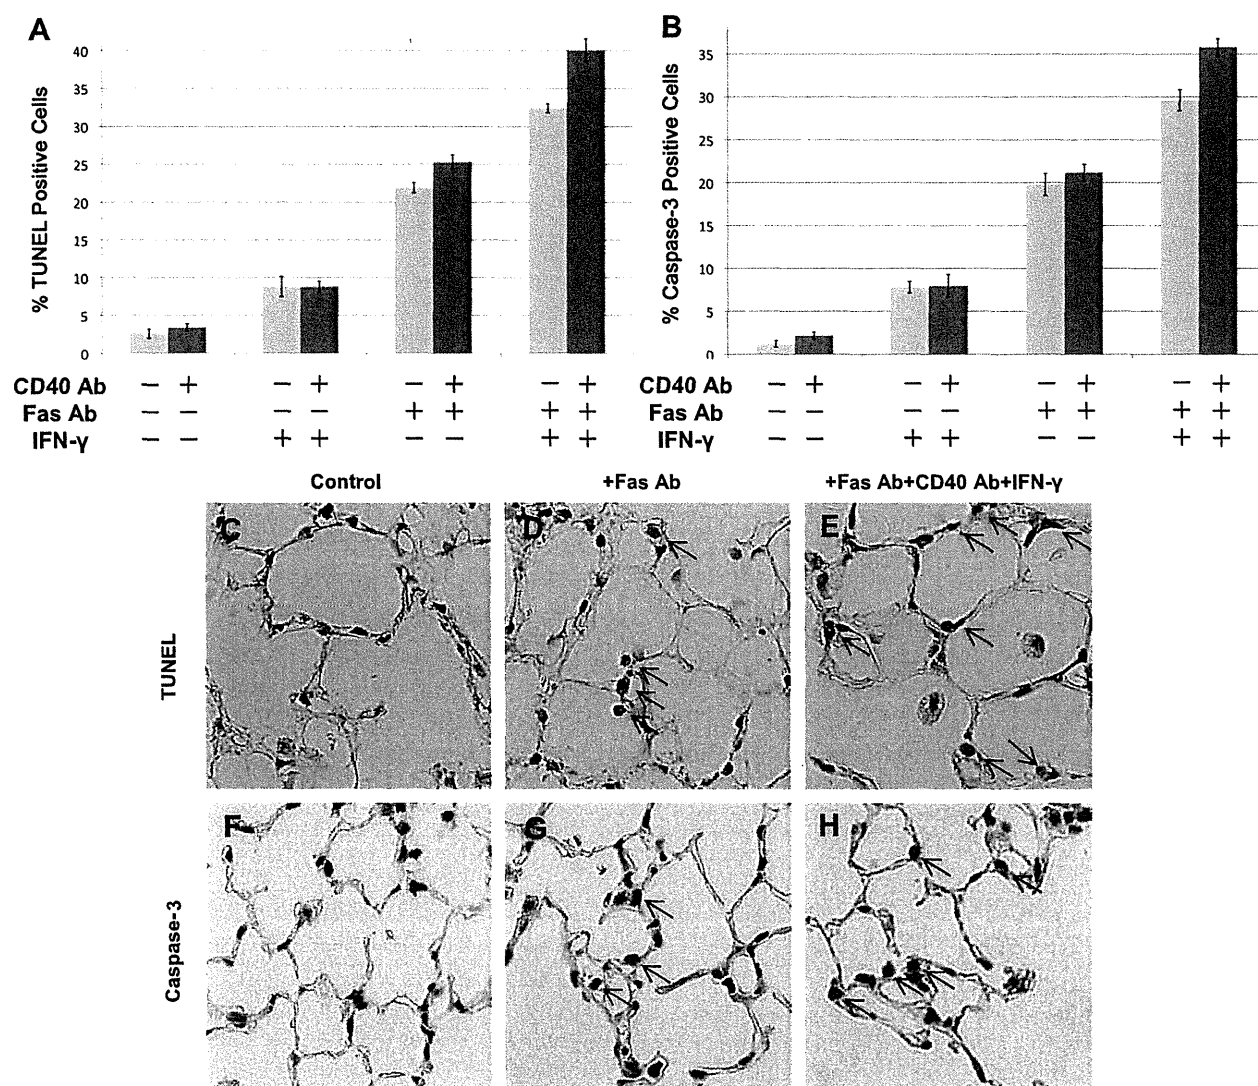 A
% TUNEL Positive Cells
40
35
30
25
20
15
10
5
0
CD40 Ab − + − + − + − +
Fas Ab − − − − + + + +
IFN-γ − − + + − − + +
B
% Caspase-3 Positive Cells
35
30
25
20
15
10
5
0
CD40 Ab − + − + − + − +
Fas Ab − − − − + + + +
IFN-γ − − + + − − + +
Control
+Fas Ab
+Fas Ab+CD40 Ab+IFN-γ
TUNEL
C
D
E
Caspase-3
F
G
H